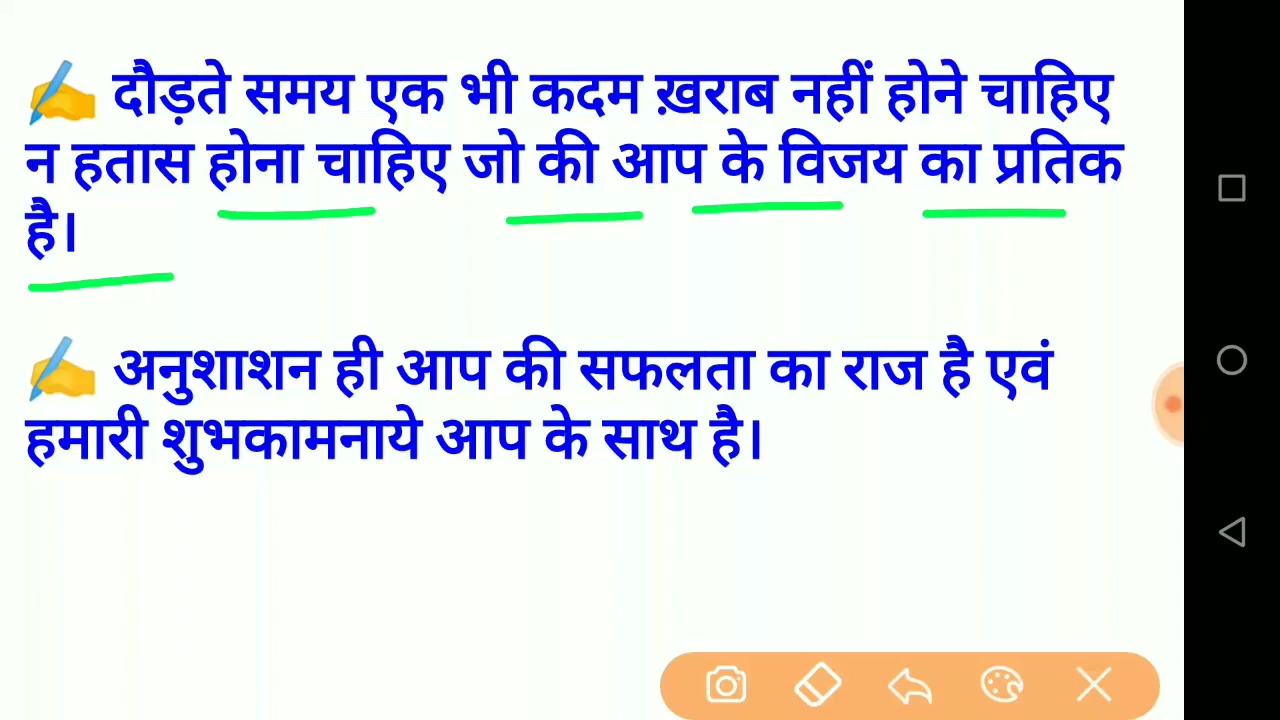 ✍️ दौड़ते समय एक भी कदम ख़राब नहीं होने चाहिए
न हतास होना चाहिए जो की आप के विजय का प्रतिक
है।
✍️ अनुशाशन ही आप की सफलता का राज है एवं
हमारी शुभकामनाये आप के साथ है।